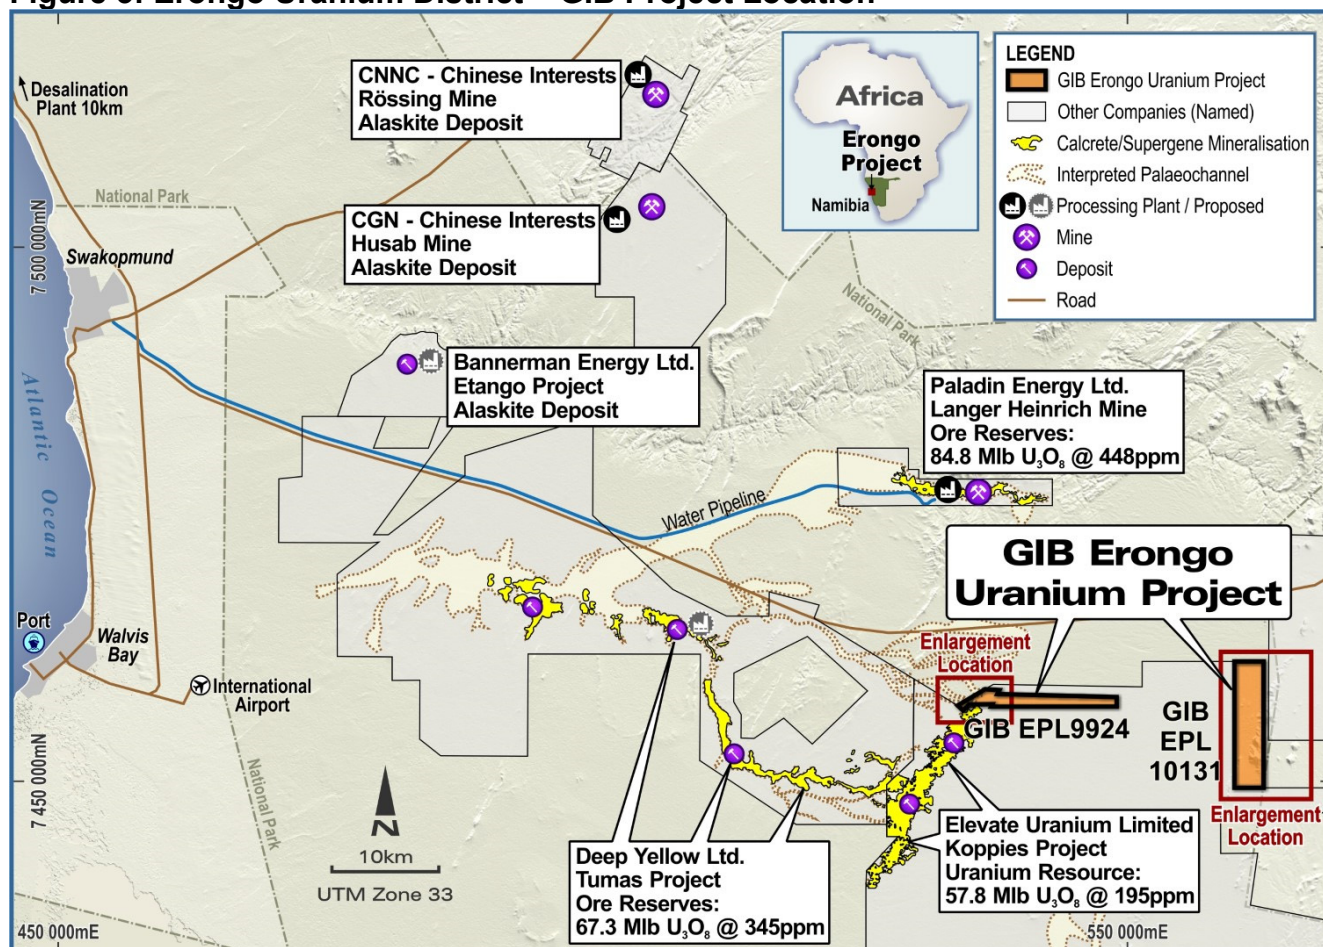 Figure 3: Erongo Uranium District – GIB Project Location
Desalination
Plant 10km
CNNC - Chinese Interests
Rössing Mine
Alaskite Deposit
CGN - Chinese Interests
Husab Mine
Alaskite Deposit
Africa
Erongo
Project
Namibia
LEGEND
GIB Erongo Uranium Project
Other Companies (Named)
Calcrete/Supergene Mineralisation
Interpreted Palaeochannel
Processing Plant / Proposed
Mine
Deposit
Road
National Park
7 500 000mN
Swakopmund
National Park
Bannerman Energy Ltd.
Etango Project
Alaskite Deposit
Paladin Energy Ltd.
Langer Heinrich Mine
Ore Reserves:
84.8 Mlb U₃O₈ @ 448ppm
Atlantic Ocean
Water Pipeline
GIB Erongo
Uranium Project
Port
Walvis
Bay
International
Airport
Enlargement
Location
GIB EPL9924
GIB
EPL
10131
Enlargement
Location
National Park
7 450 000mN
N
10km
UTM Zone 33
Deep Yellow Ltd.
Tumas Project
Ore Reserves:
67.3 Mlb U₃O₈ @ 345ppm
Elevate Uranium Limited
Koppies Project
Uranium Resource:
57.8 Mlb U₃O₈ @ 195ppm
450 000mE
550 000mE